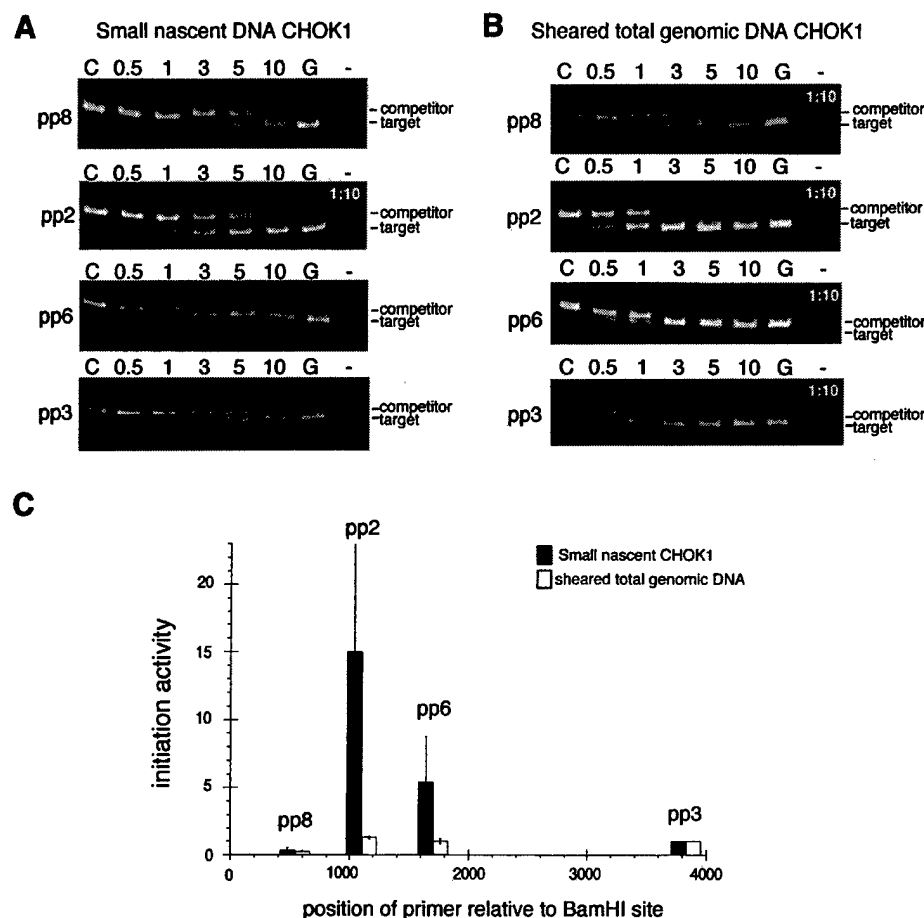 A Small nascent DNA CHOK1
C 0.5 1 3 5 10 G -
pp8
competitor
target
C 0.5 1 3 5 10 G -
1:10
pp2
competitor
target
C 0.5 1 3 5 10 G -
pp6
competitor
target
C 0.5 1 3 5 10 G -
pp3
competitor
target
B Sheared total genomic DNA CHOK1
C 0.5 1 3 5 10 G -
1:10
pp8
competitor
target
C 0.5 1 3 5 10 G -
1:10
pp2
competitor
target
C 0.5 1 3 5 10 G -
1:10
pp6
competitor
target
C 0.5 1 3 5 10 G -
1:10
pp3
competitor
target
C
pp2
Small nascent CHOK1
sheared total genomic DNA
20
15
pp6
10
5
pp8
pp3
0
0 1000 2000 3000 4000
initiation activity
position of primer relative to BamHI site